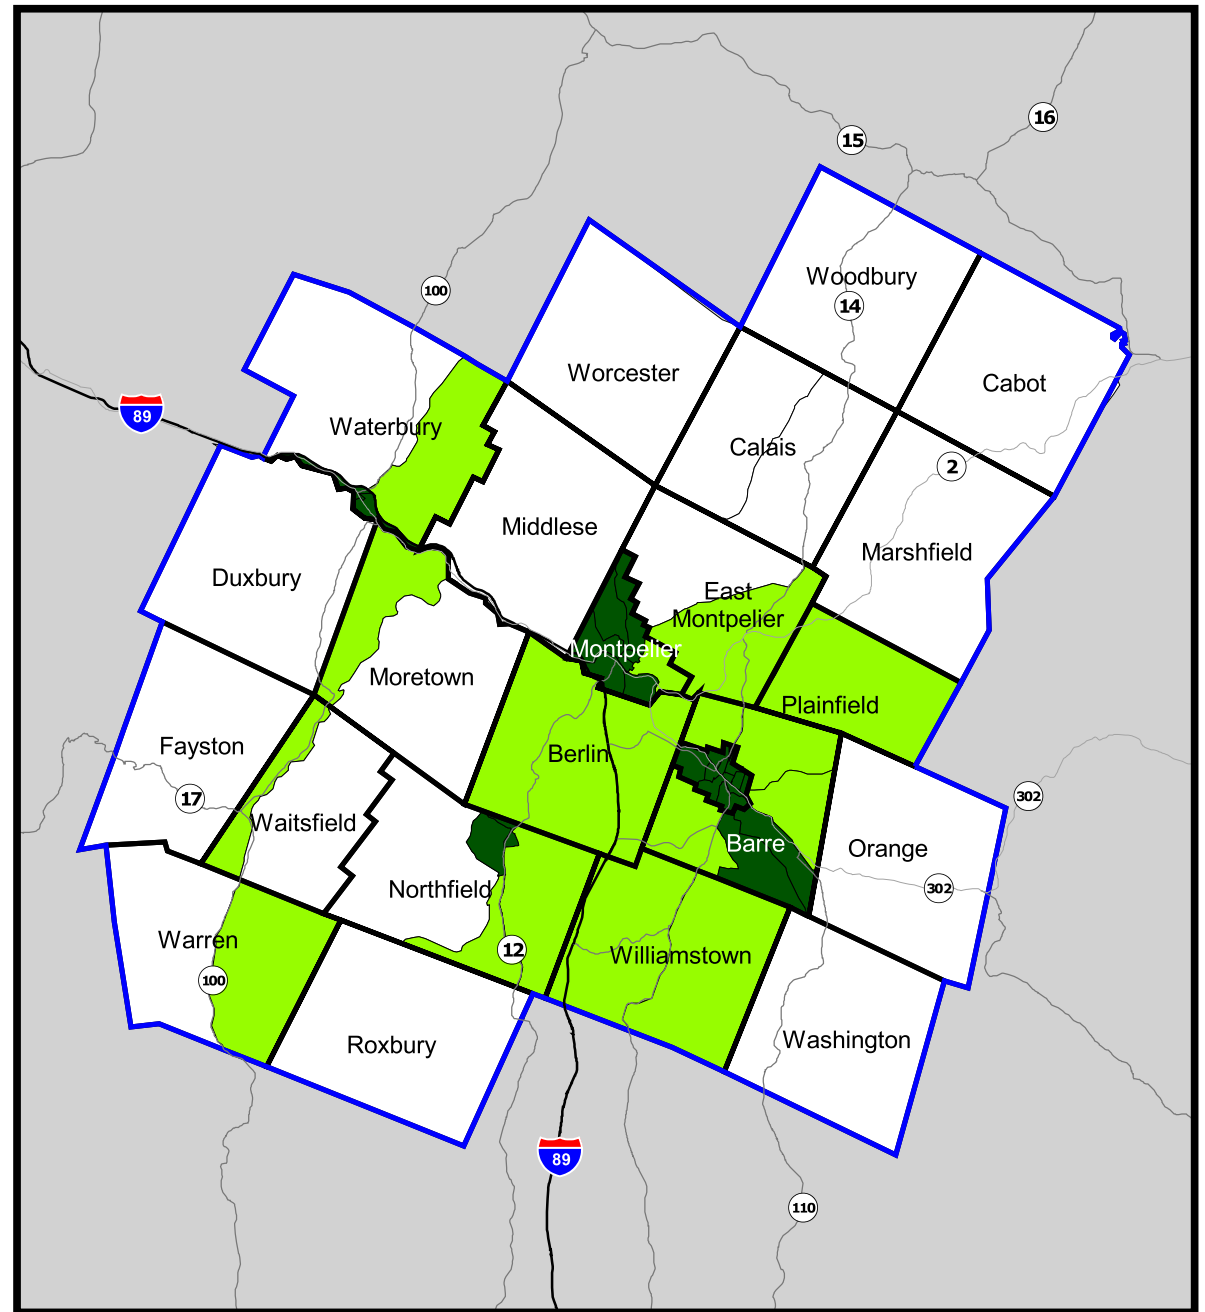 16
15
Woodbury
100
14
Worcester
Cabot
89
Waterbury
Calais
2
Middlese
Marshfield
Duxbury
East
Montpelier
Montpelier
Moretown
Plainfield
Fayston
Berlin
17
302
Waitsfield
Barre
Orange
Northfield
302
Warren
12
Williamstown
100
Roxbury
Washington
89
110